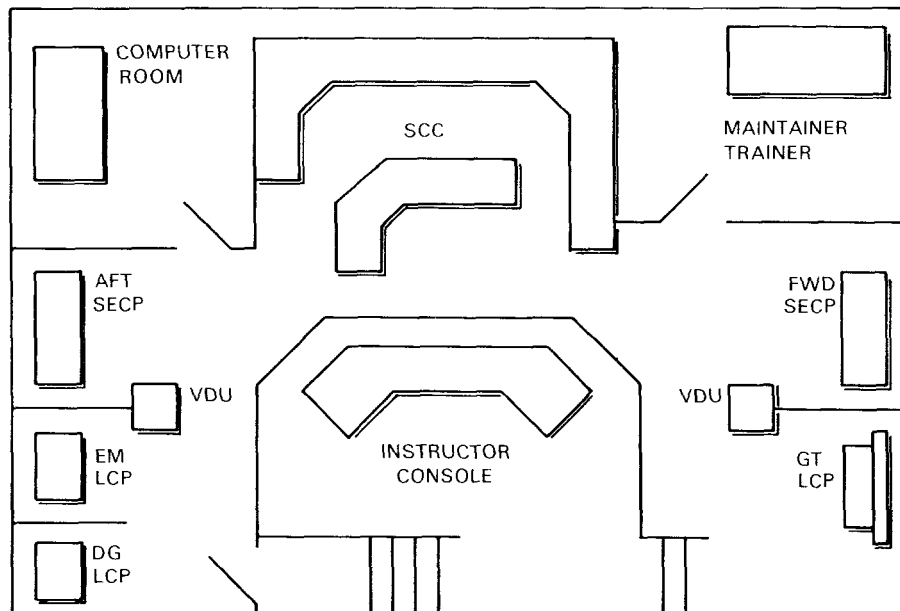 COMPUTER
ROOM
SCC
MAINTAINER
TRAINER
AFT
SECP
FWD
SECP
VDU
VDU
EM
LCP
INSTRUCTOR
CONSOLE
GT
LCP
DG
LCP